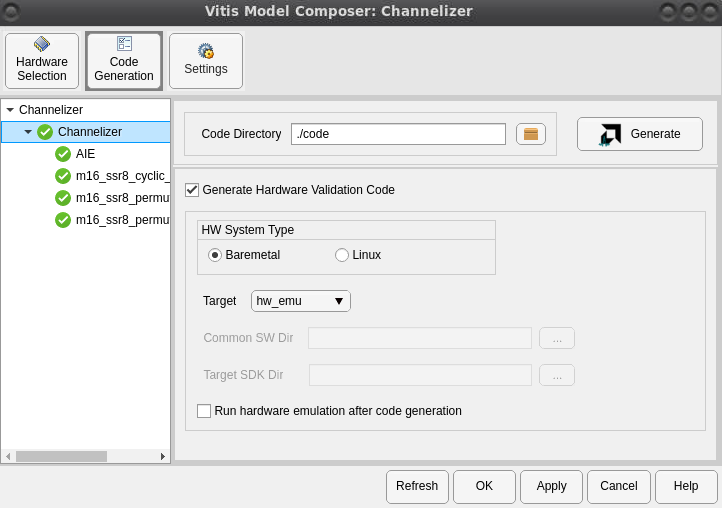 Vitis Model Composer: Channelizer
Hardware
Selection
Code
Generation
Settings
Channelizer
Channelizer
AIE
m16_ssr8_cyclic_
m16_ssr8_permu
m16_ssr8_permu
Code Directory ./code
Generate
Generate Hardware Validation Code
HW System Type
Baremetal Linux
Target hw_emu
Common SW Dir ...
Target SDK Dir ...
Run hardware emulation after code generation
Refresh OK Apply Cancel Help